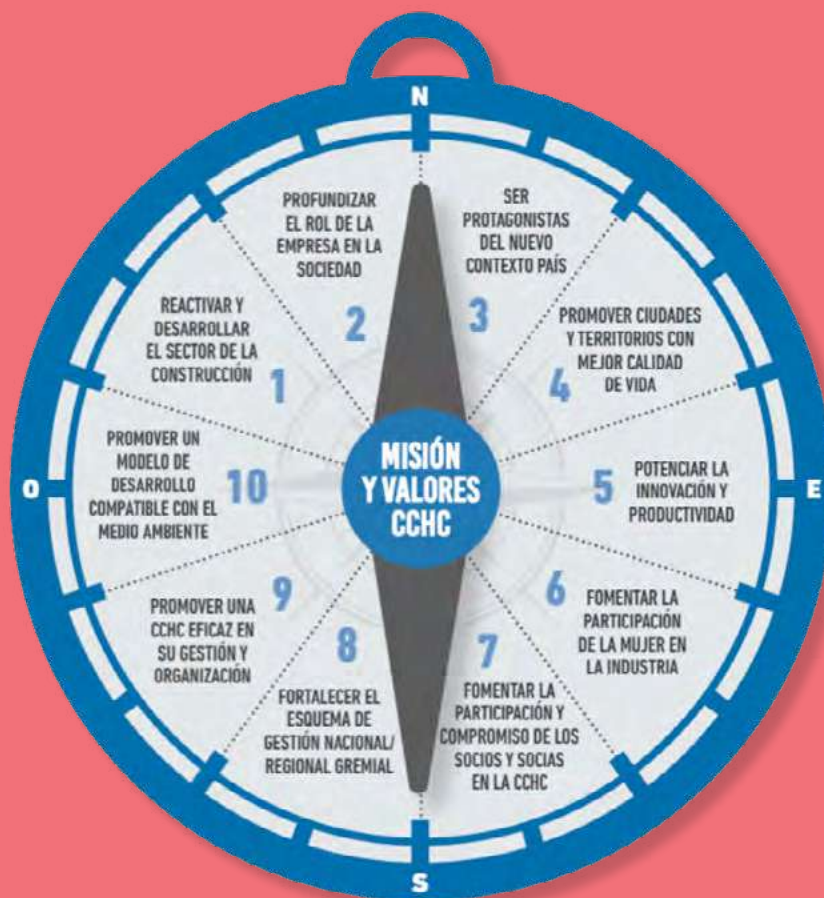 N
PROFUNDIZAR
EL ROL DE LA
EMPRESA EN LA
SOCIEDAD
2
SER
PROTAGONISTAS
DEL NUEVO
CONTEXTO PAÍS
3
REACTIVAR Y
DESARROLLAR
EL SECTOR DE LA
CONSTRUCCIÓN
1
PROMOVER CIUDADES
Y TERRITORIOS CON
MEJOR CALIDAD
DE VIDA
4
O
PROMOVER UN
MODELO DE
DESARROLLO
COMPATIBLE CON EL
MEDIO AMBIENTE
10
MISIÓN
Y VALORES
CCHC
5
POTENCIAR LA
INNOVACIÓN Y
PRODUCTIVIDAD
E
9
PROMOVER UNA
CCHC EFICAZ EN
SU GESTIÓN Y
ORGANIZACIÓN
6
FOMENTAR LA
PARTICIPACIÓN
DE LA MUJER EN
LA INDUSTRIA
8
FORTALECER EL
ESQUEMA DE
GESTIÓN NACIONAL/
REGIONAL GREMIAL
7
FOMENTAR LA
PARTICIPACIÓN Y
COMPROMISO DE LOS
SOCIOS Y SOCIAS
EN LA CCHC
S